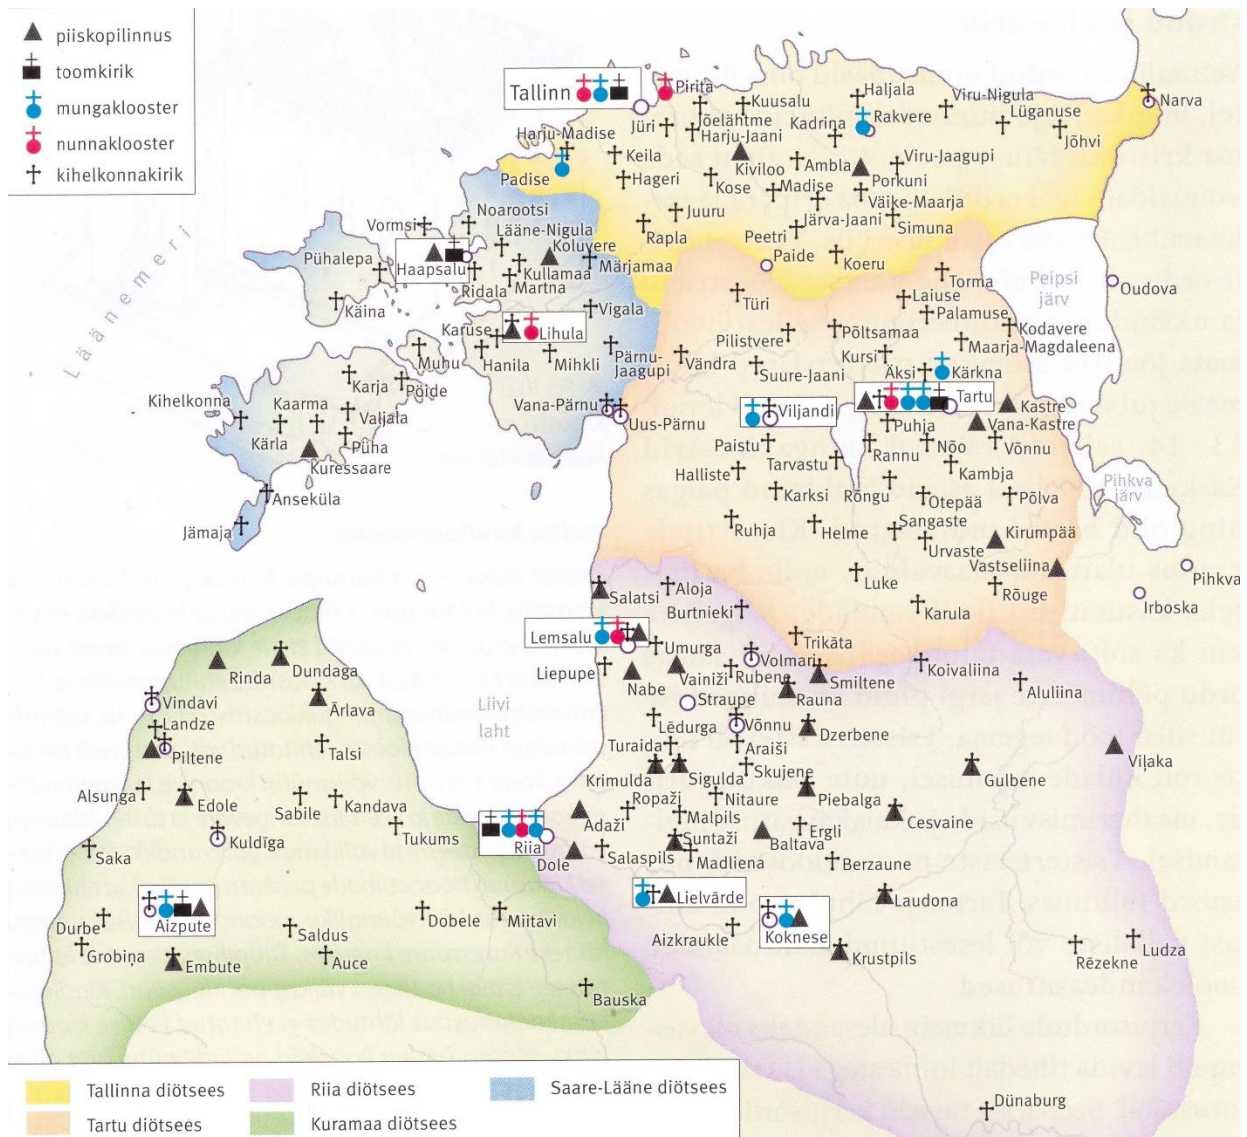 piiskopilinnus
toomkirik
mungaklooster
nunnaklooster
kihelkonnakirik
Läänemeri
Tallinn
Pirita
Jüri
Jõelähtme
Harju-Jaani
Kuusalu
Haljala
Kadrina
Rakvere
Viru-Nigula
Lüganuse
Jõhvi
Narva
Harju-Madise
Padise
Keila
Hageri
Kose
Kiviloo
Ambla
Madise
Viru-Jaagupi
Porkuni
Väike-Maarja
Simuna
Järva-Jaani
Peetri
Paide
Koeru
Juuru
Rapla
Noarootsi
Vormsi
Lääne-Nigula
Koluvere
Haapsalu
Kullamaa
Martna
Ridala
Märjamaa
Pühalepa
Käina
Vigala
Karuse
Lihula
Hanila
Mihkli
Pärnu-
Jaagupi
Muhu
Vändra
Türi
Pilistvere
Põltsamaa
Suure-Jaani
Torma
Laiuse
Palamuse
Kodavere
Maarja-Magdaleena
Kursi
Äksi
Kärkna
Peipsi
järv
Oudova
Karja
Pöide
Kihelkonna
Kaarma
Valjala
Kärla
Püha
Kuressaare
Anseküla
Jämaja
Vana-Pärnu
Uus-Pärnu
Viljandi
Tartu
Kastre
Vana-Kastre
Puhja
Nõo
Võnnu
Paistu
Tarvastu
Rannu
Kambja
Halliste
Karksi
Rõngu
Otepää
Põlva
Pihkva
järv
Ruhja
Helme
Sangaste
Urvaste
Kirumpää
Vastseliina
Pihkva
Irboska
Luke
Rõuge
Karula
Salatsi
Aloja
Burtnieki
Lemsalu
Umurga
Trikāta
Liepupe
Nabe
Vainiži
Volmari
Rubene
Smiltene
Koivaliina
Aluliina
Straupe
Rauna
Lēdurga
Võnnu
Dzerbene
Turaida
Araiši
Krimulda
Sigulda
Skujene
Gulbene
Viļaka
Ropaži
Nitaure
Piebalga
Adaži
Malpils
Cesvaine
Suntaži
Ergli
Baltava
Riia
Dole
Salaspils
Madliena
Berzaune
Lielvärde
Laudona
Koknese
Aizkraukle
Krustpils
Rēzekne
Ludza
Dünaburg
Liivi
laht
Rinda
Dundaga
Vindavi
Ärlava
Landze
Piltene
Talsi
Alsunga
Edole
Sabile
Kandava
Kuldīga
Tukums
Saka
Aizpute
Durbe
Grobiņa
Embute
Saldus
Auce
Dobele
Miitavi
Bauska
Tallinna diötsees
Riia diötsees
Saare-Lääne diötsees
Tartu diötsees
Kuramaa diötsees